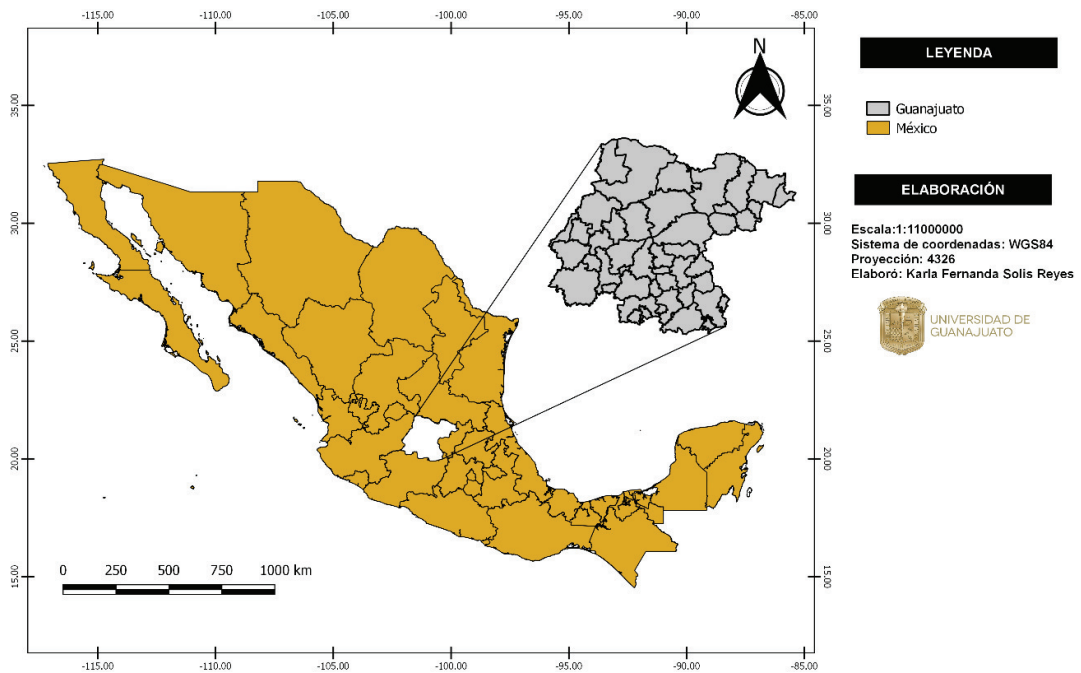 -115.00 -110.00 -105.00 -100.00 -95.00 -90.00 -85.00
35.00 30.00 25.00 20.00 15.00
35.00 30.00 25.00 20.00 15.00
N
0 250 500 750 1000 km
-115.00 -110.00 -105.00 -100.00 -95.00 -90.00 -85.00
LEYENDA
Guanajuato
México
ELABORACIÓN
Escala:1:11000000
Sistema de coordenadas: WGS84
Proyección: 4326
Elaboró: Karla Fernanda Solis Reyes
UNIVERSIDAD DE
GUANAJUATO